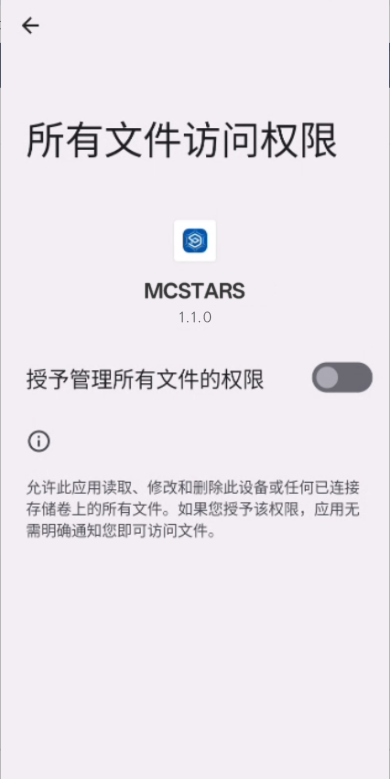 所有文件访问权限
MCSTARS
1.1.0
授予管理所有文件的权限
允许此应用读取、修改和删除此设备或任何已连接
存储卷上的所有文件。如果您授予该权限，应用无
需明确通知您即可访问文件。